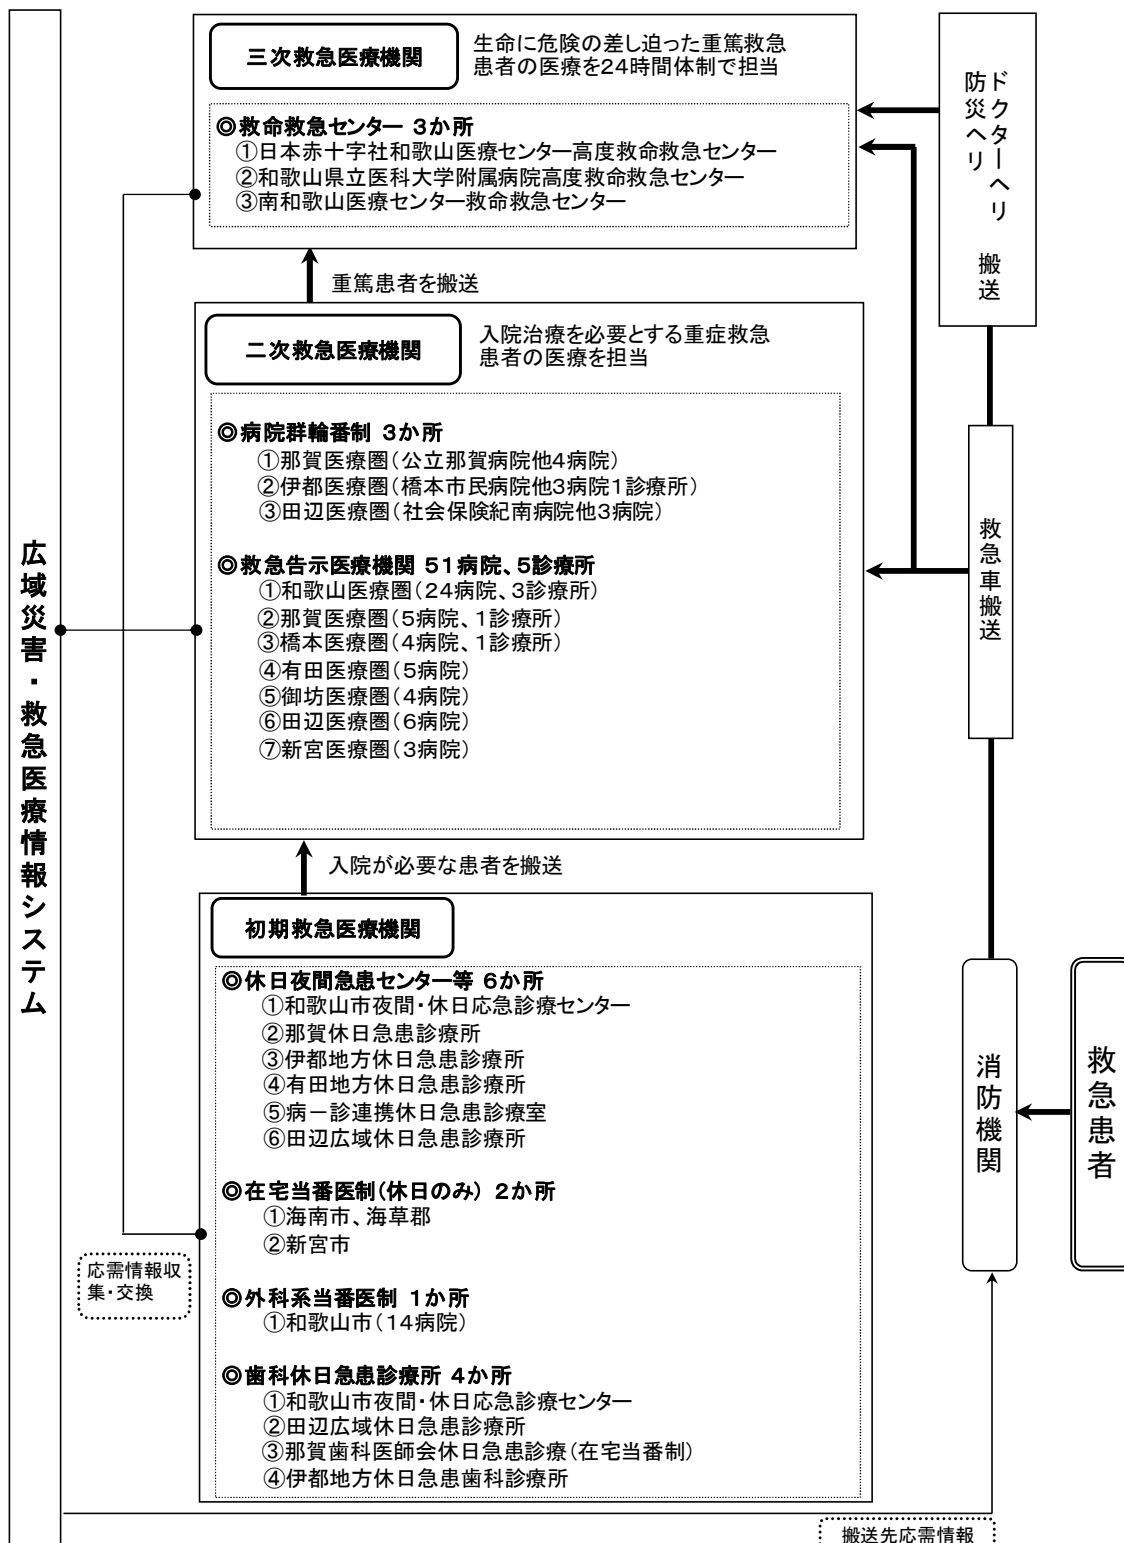 広域災害・救急医療情報システム
三次救急医療機関
生命に危険の差し迫った重篤救急
患者の医療を24時間体制で担当
◎救命救急センター 3か所
①日本赤十字社和歌山医療センター高度救命救急センター
②和歌山県立医科大学附属病院高度救命救急センター
③南和歌山医療センター救命救急センター
重篤患者を搬送
二次救急医療機関
入院治療を必要とする重症救急
患者の医療を担当
◎病院群輪番制 3か所
①那賀医療圏(公立那賀病院他4病院)
②伊都医療圏(橋本市民病院他3病院1診療所)
③田辺医療圏(社会保険紀南病院他3病院)
◎救急告示医療機関 51病院、5診療所
①和歌山医療圏(24病院、3診療所)
②那賀医療圏(5病院、1診療所)
③橋本医療圏(4病院、1診療所)
④有田医療圏(5病院)
⑤御坊医療圏(4病院)
⑥田辺医療圏(6病院)
⑦新宮医療圏(3病院)
入院が必要な患者を搬送
初期救急医療機関
◎休日夜間急患センター等 6か所
①和歌山市夜間・休日応急診療センター
②那賀休日急患診療所
③伊都地方休日急患診療所
④有田地方休日急患診療所
⑤病－診連携休日急患診療室
⑥田辺広域休日急患診療所
◎在宅当番医制(休日のみ) 2か所
①海南市、海草郡
②新宮市
◎外科系当番医制 1か所
①和歌山市(14病院)
◎歯科休日急患診療所 4か所
①和歌山市夜間・休日応急診療センター
②田辺広域休日急患診療所
③那賀歯科医師会休日急患診療(在宅当番制)
④伊都地方休日急患歯科診療所
応需情報収
集・交換
ドクターヘリ
防災ヘリ
搬送
救急車搬送
消防機関
救急患者
搬送先応需情報